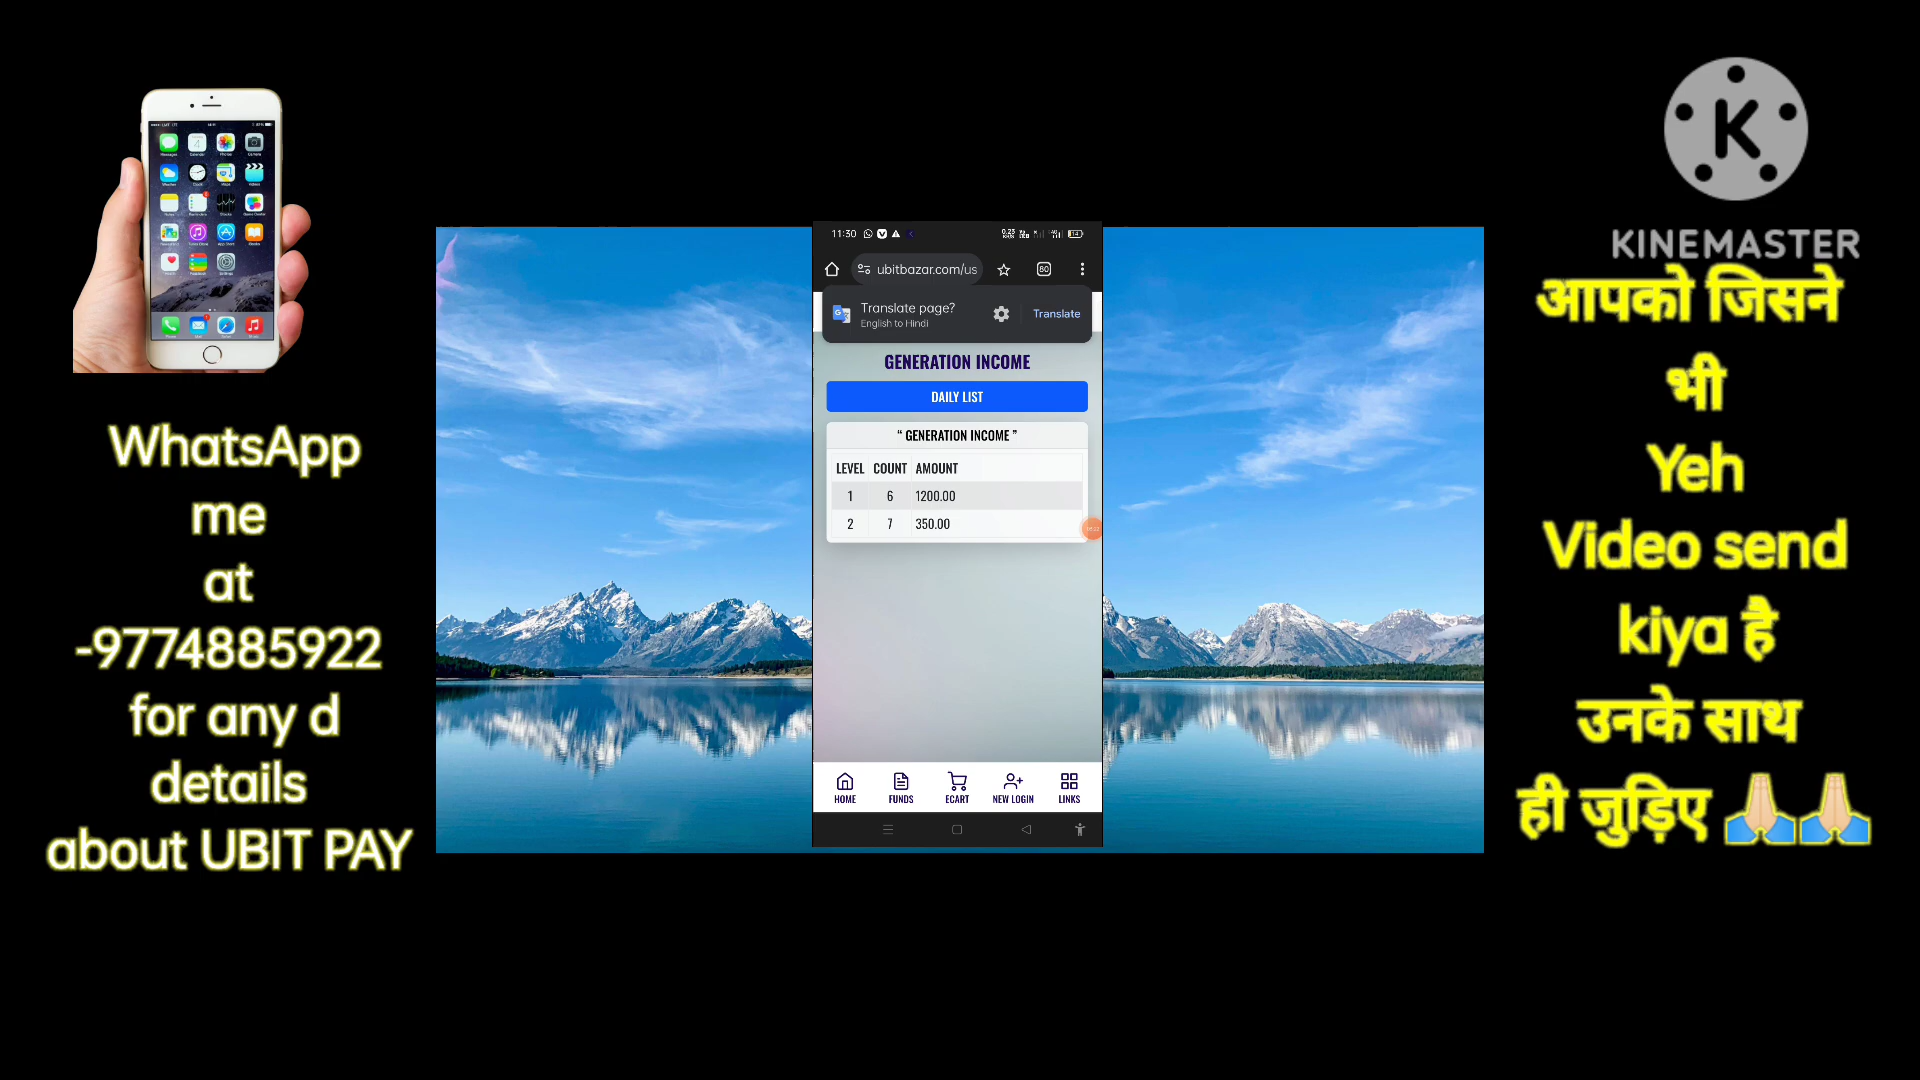 WhatsApp
me
at
-9774885922
for any d
details
about UBIT PAY
11:30
ubitbazar.com/us
80
Translate page?
English to Hindi
Translate
GENERATION INCOME
DAILY LIST
“ GENERATION INCOME ”
LEVEL COUNT AMOUNT
1 6 1200.00
2 7 350.00
HOME FUNDS ECART NEW LOGIN LINKS
K
KINEMASTER
आपको जिसने
भी
Yeh
Video send
kiya है
उनके साथ
ही जुड़िए 🙏🏻🙏🏻